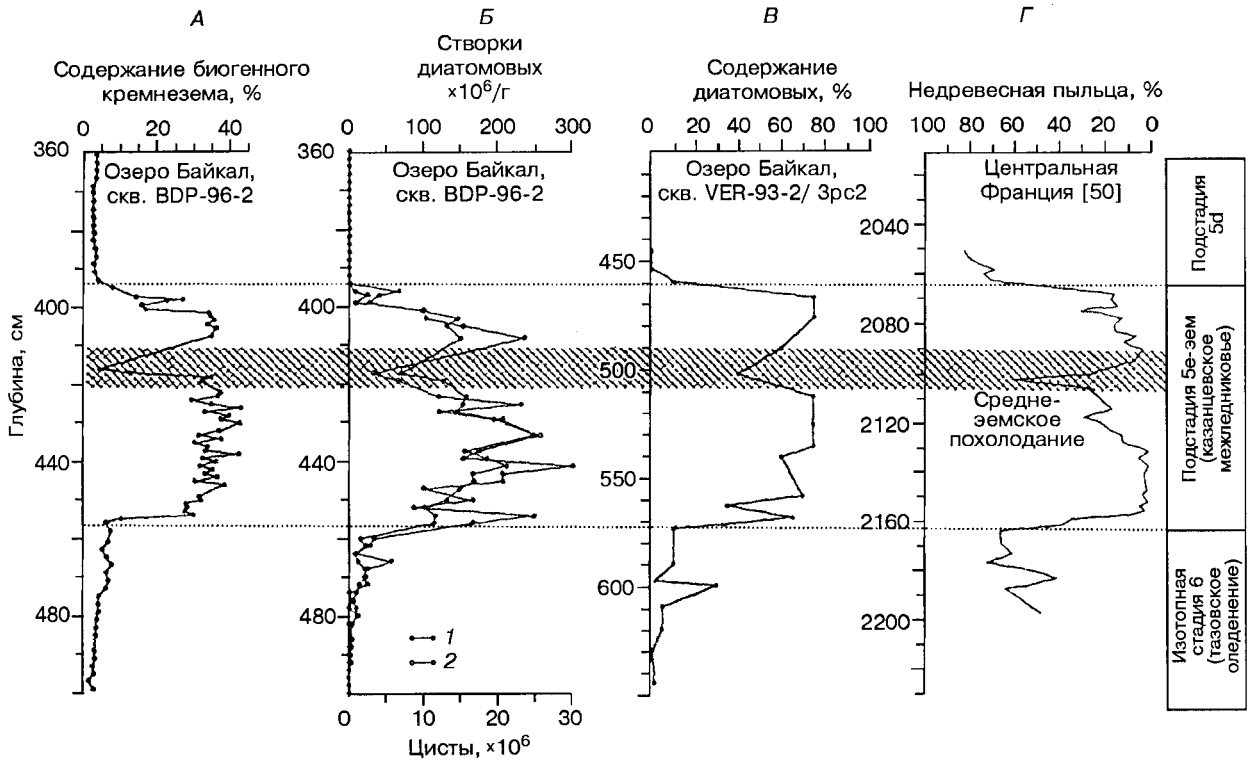 А
Содержание биогенного
кремнезема, %
0 20 40
Б
Створки
диатомовых
×10⁶/г
0 100 200 300
В
Содержание
диатомовых, %
0 20 40 60 80 100
Г
Недревесная пыльца, %
100 80 60 40 20 0
Глубина, см
360
400
440
480
Озеро Байкал,
скв. BDP-96-2
360
400
440
480
Озеро Байкал,
скв. BDP-96-2
1
2
0 10 20 30
Цисты, ×10⁶
Озеро Байкал,
скв. VER-93-2/ 3pc2
450
500
550
600
Центральная
Франция [50]
2040
2080
2120
2160
2200
Средне-
эемское
похолодание
Подстадия
5d
Подстадия 5е-эем
(казанцевское
межледниковье)
Изотопная
стадия 6
(тазовское
оледенение)